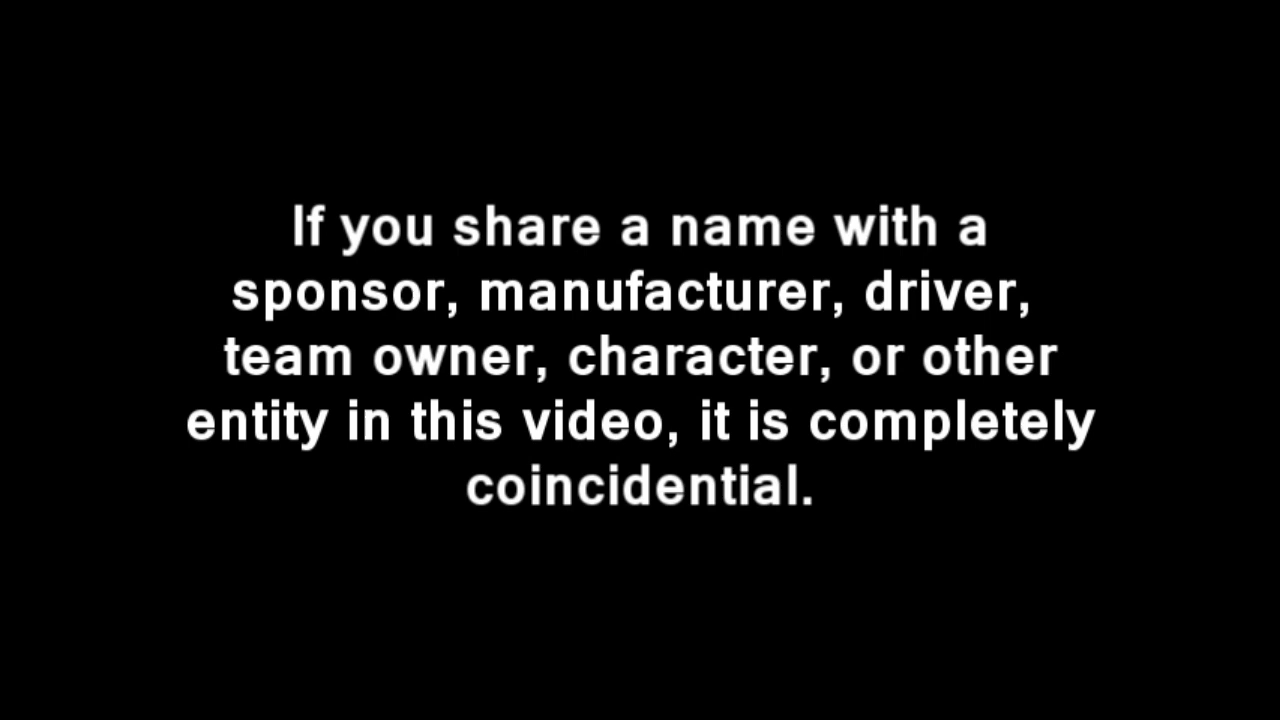 If you share a name with a
sponsor, manufacturer, driver,
team owner, character, or other
entity in this video, it is completely
coincidential.